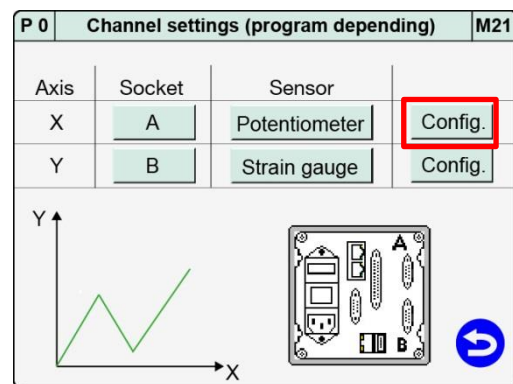 P 0 Channel settings (program depending) M21
Axis Socket Sensor
X A Potentiometer Config.
Y B Strain gauge Config.
Y
A
B
X